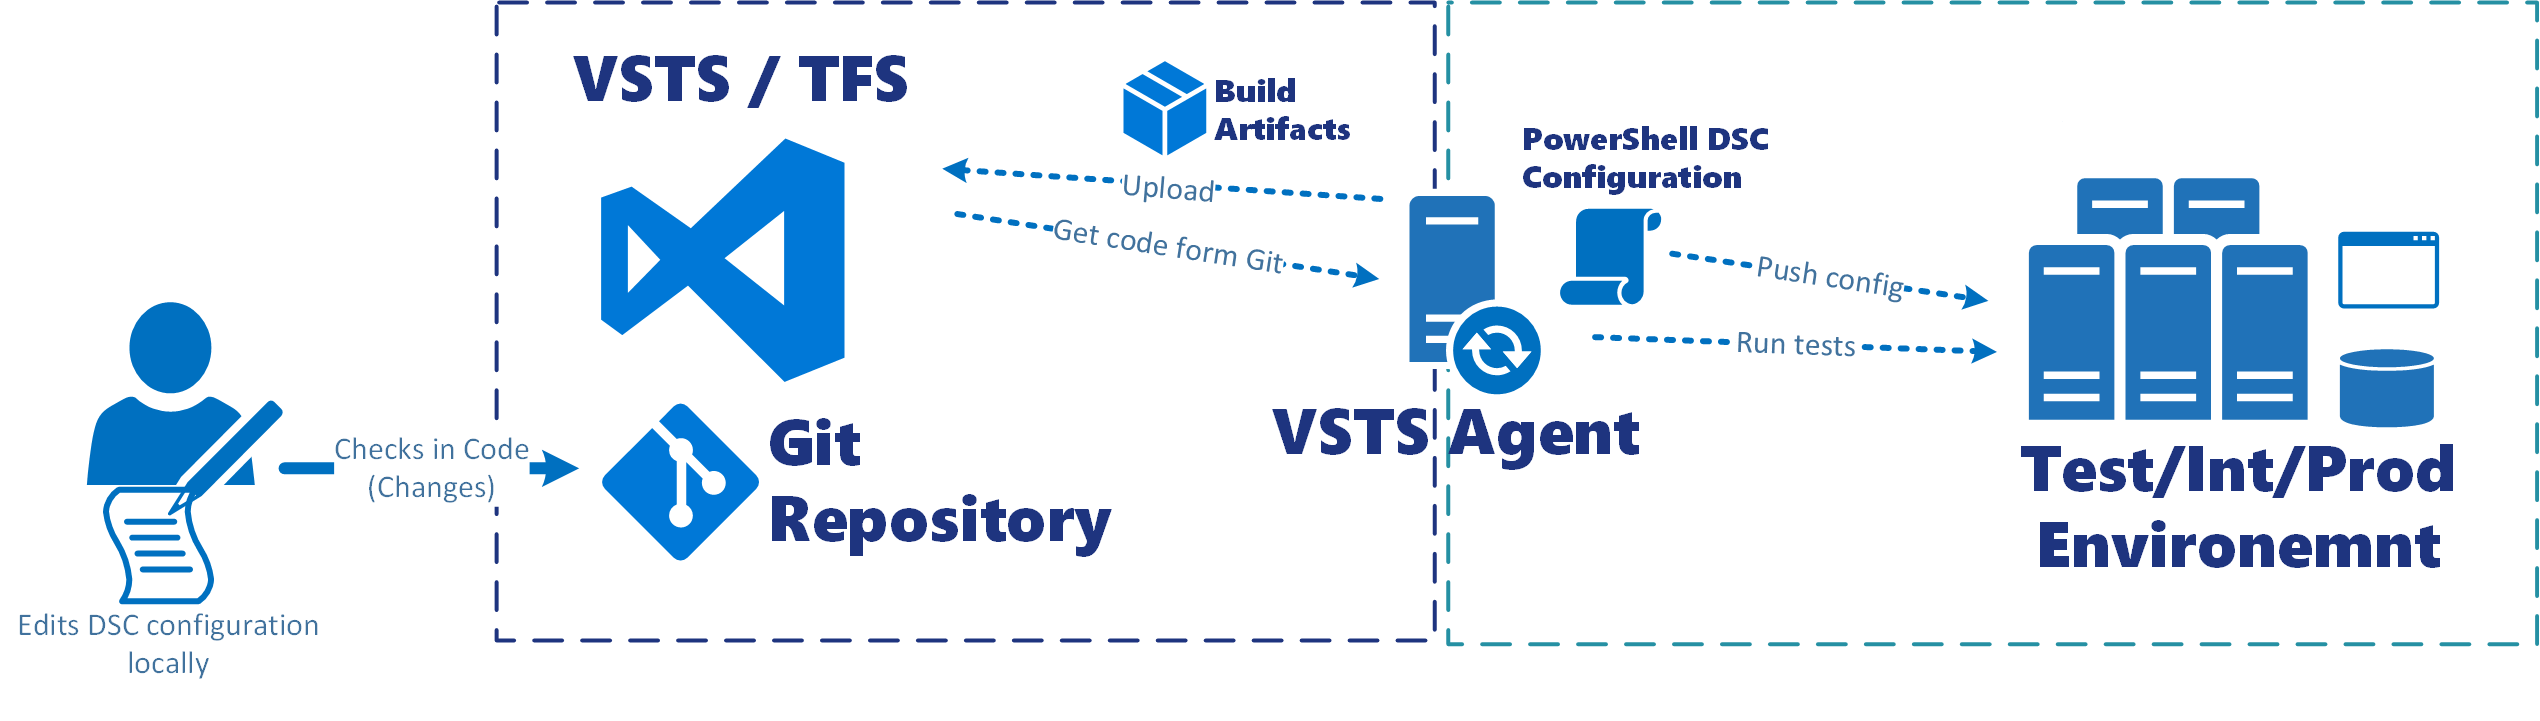 VSTS / TFS
Build
Artifacts
Upload
Get code form Git
PowerShell DSC
Configuration
Push config
Run tests
Checks in Code
(Changes)
Git
Repository
VSTS Agent
Test/Int/Prod
Environemnt
Edits DSC configuration
locally